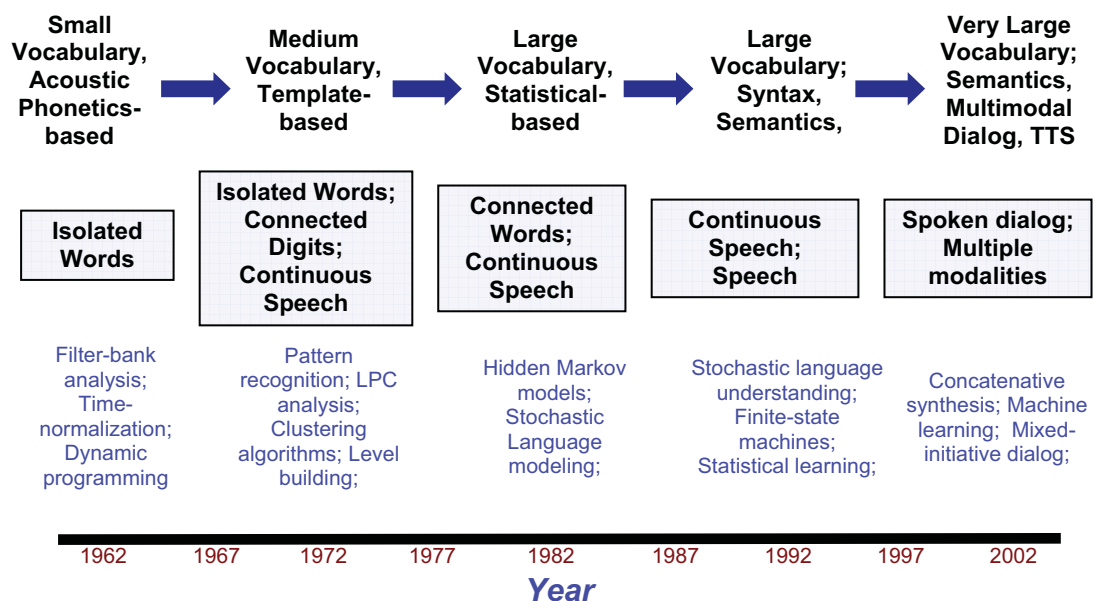 Small
Vocabulary,
Acoustic
Phonetics-
based
Medium
Vocabulary,
Template-
based
Large
Vocabulary,
Statistical-
based
Large
Vocabulary;
Syntax,
Semantics,
Very Large
Vocabulary;
Semantics,
Multimodal
Dialog, TTS
Isolated
Words
Isolated Words;
Connected
Digits;
Continuous
Speech
Connected
Words;
Continuous
Speech
Continuous
Speech;
Speech
Spoken dialog;
Multiple
modalities
Filter-bank
analysis;
Time-
normalization;
Dynamic
programming
Pattern
recognition; LPC
analysis;
Clustering
algorithms; Level
building;
Hidden Markov
models;
Stochastic
Language
modeling;
Stochastic language
understanding;
Finite-state
machines;
Statistical learning;
Concatenative
synthesis; Machine
learning; Mixed-
initiative dialog;
1962 1967 1972 1977 1982 1987 1992 1997 2002
Year